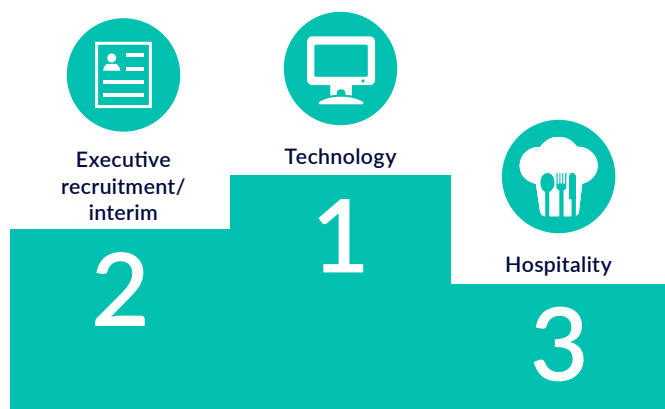 Executive
recruitment/
interim
2
Technology
1
Hospitality
3